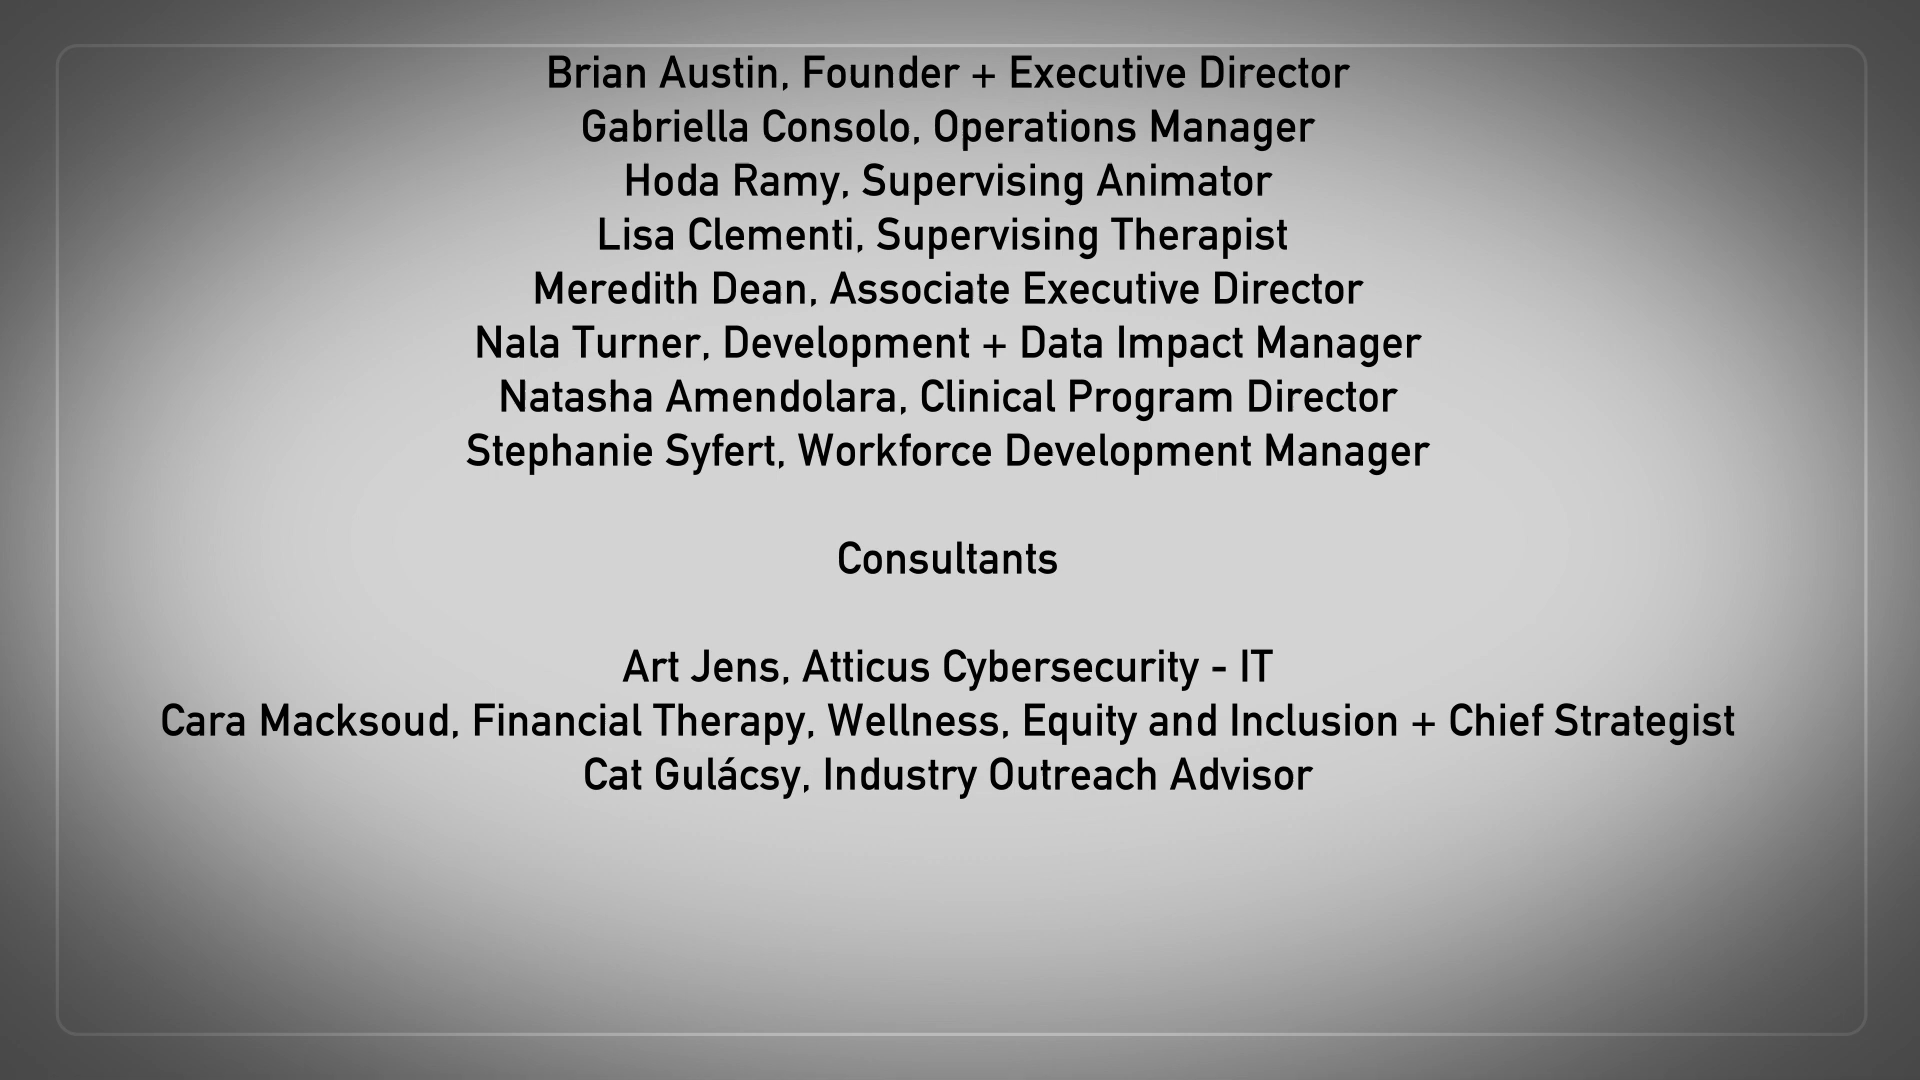 Brian Austin, Founder + Executive Director
Gabriella Consolo, Operations Manager
Hoda Ramy, Supervising Animator
Lisa Clementi, Supervising Therapist
Meredith Dean, Associate Executive Director
Nala Turner, Development + Data Impact Manager
Natasha Amendolara, Clinical Program Director
Stephanie Syfert, Workforce Development Manager
Consultants
Art Jens, Atticus Cybersecurity - IT
Cara Macksoud, Financial Therapy, Wellness, Equity and Inclusion + Chief Strategist
Cat Gulácsy, Industry Outreach Advisor